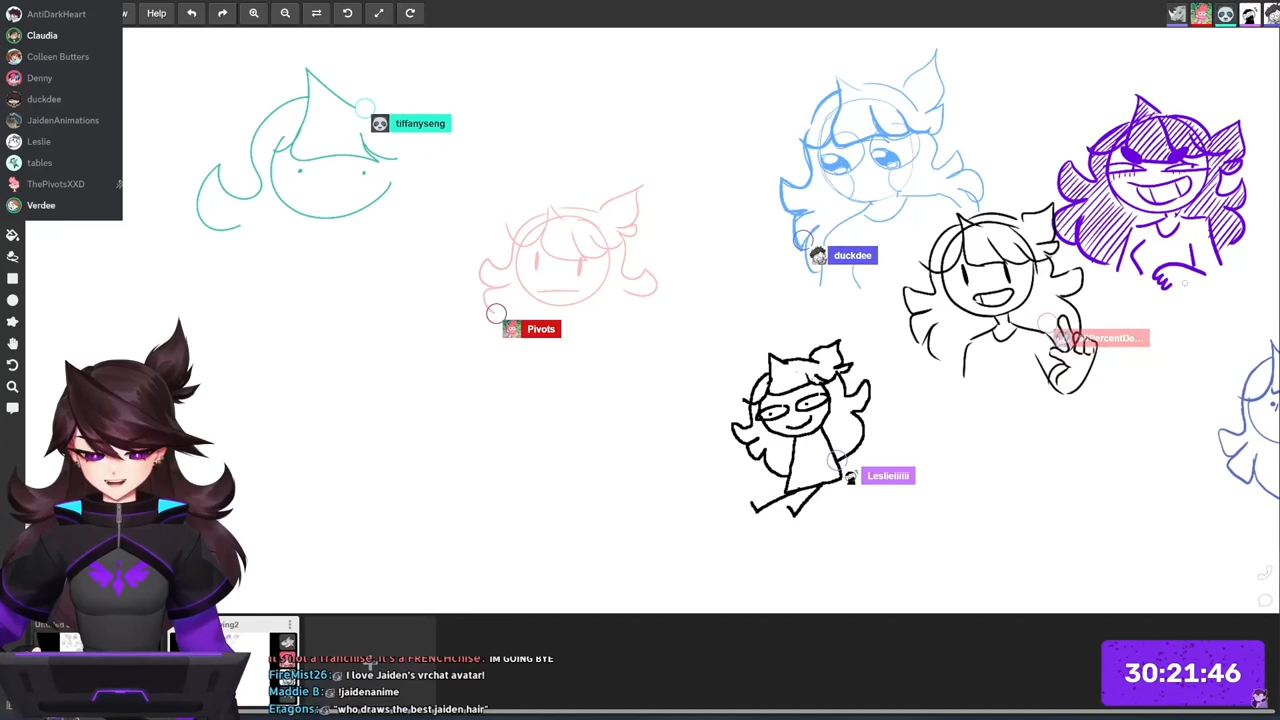 AntiDarkHeart
Claudia
Colleen Butters
Denny
duckdee
JaidenAnimations
Leslie
tables
ThePivotsXXD
Verdee
Help
tiffanyseng
duckdee
Pivots
PercentDe...
Leslieiiiiii
It's not a franchise, it's a FRENCHchise: IM GOING BYE
FireMist26: I love Jaiden's vrchat avatar!
Maddie B: !jaidenanime
Eragons: "who draws the best jaiden hair"
30:21:46